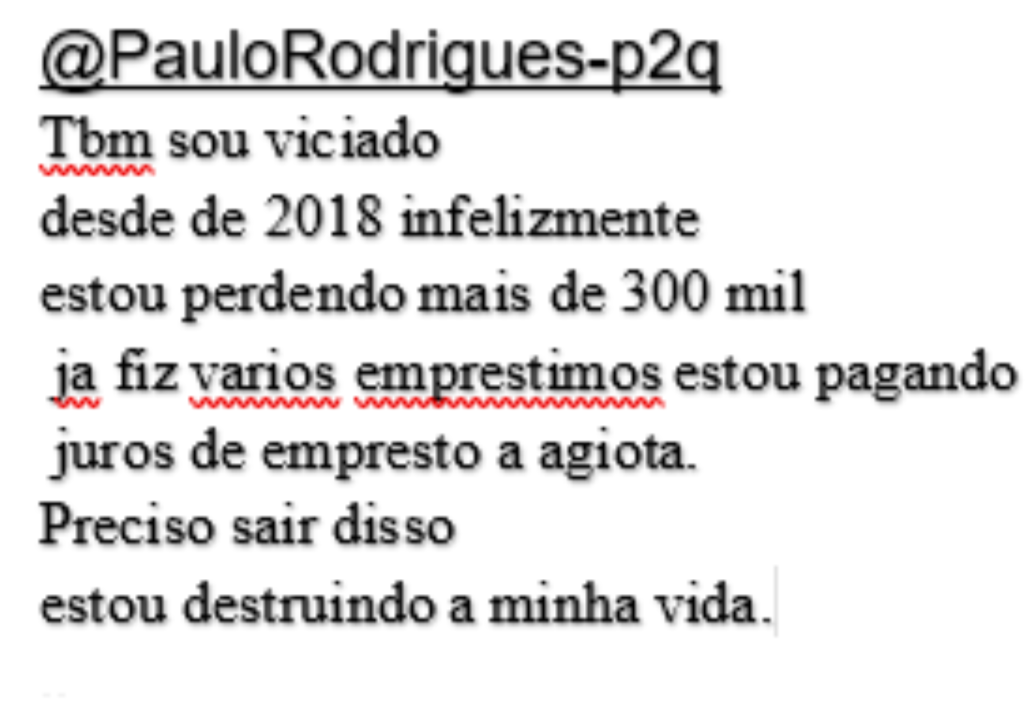 @PauloRodrigues-p2q
Tbm sou viciado
desde de 2018 infelizmente
estou perdendo mais de 300 mil
ja fiz varios emprestimos estou pagando
juros de empresto a agiota.
Preciso sair disso
estou destruindo a minha vida.